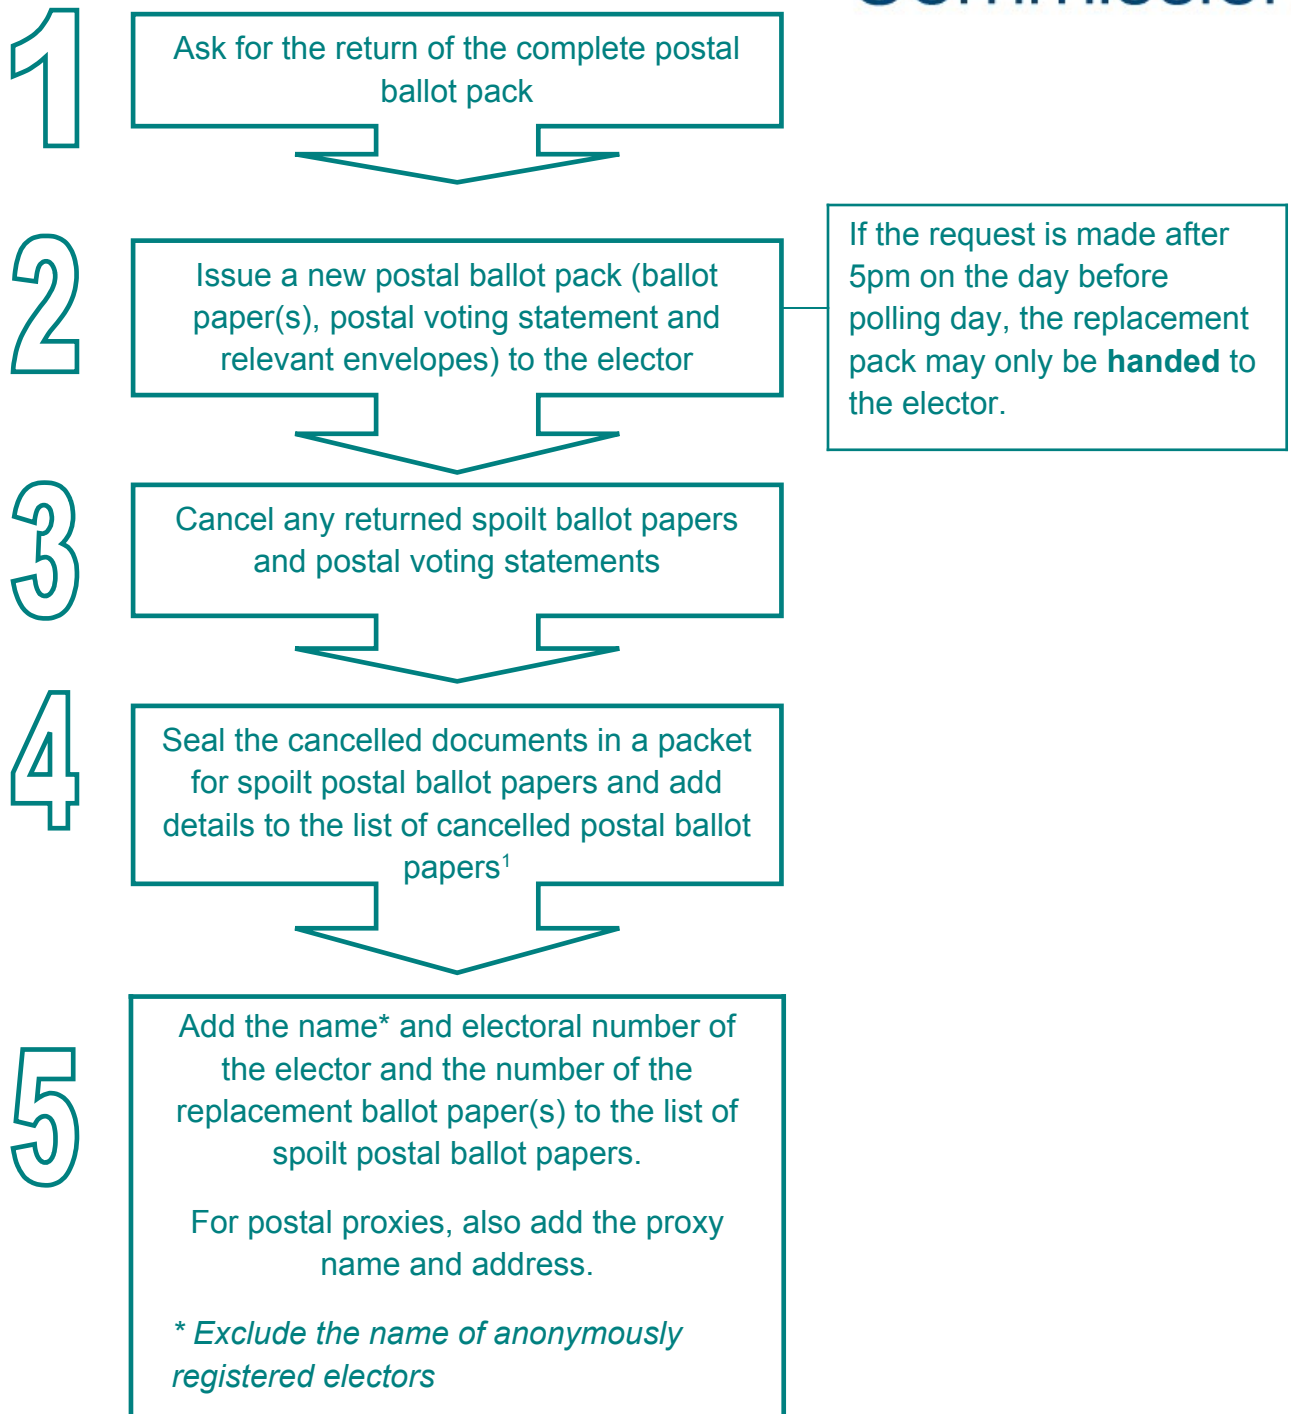 1
Ask for the return of the complete postal
ballot pack
2
Issue a new postal ballot pack (ballot
paper(s), postal voting statement and
relevant envelopes) to the elector
If the request is made after
5pm on the day before
polling day, the replacement
pack may only be handed to
the elector.
3
Cancel any returned spoilt ballot papers
and postal voting statements
4
Seal the cancelled documents in a packet
for spoilt postal ballot papers and add
details to the list of cancelled postal ballot
papers¹
5
Add the name* and electoral number of
the elector and the number of the
replacement ballot paper(s) to the list of
spoilt postal ballot papers.
For postal proxies, also add the proxy
name and address.
* Exclude the name of anonymously
registered electors